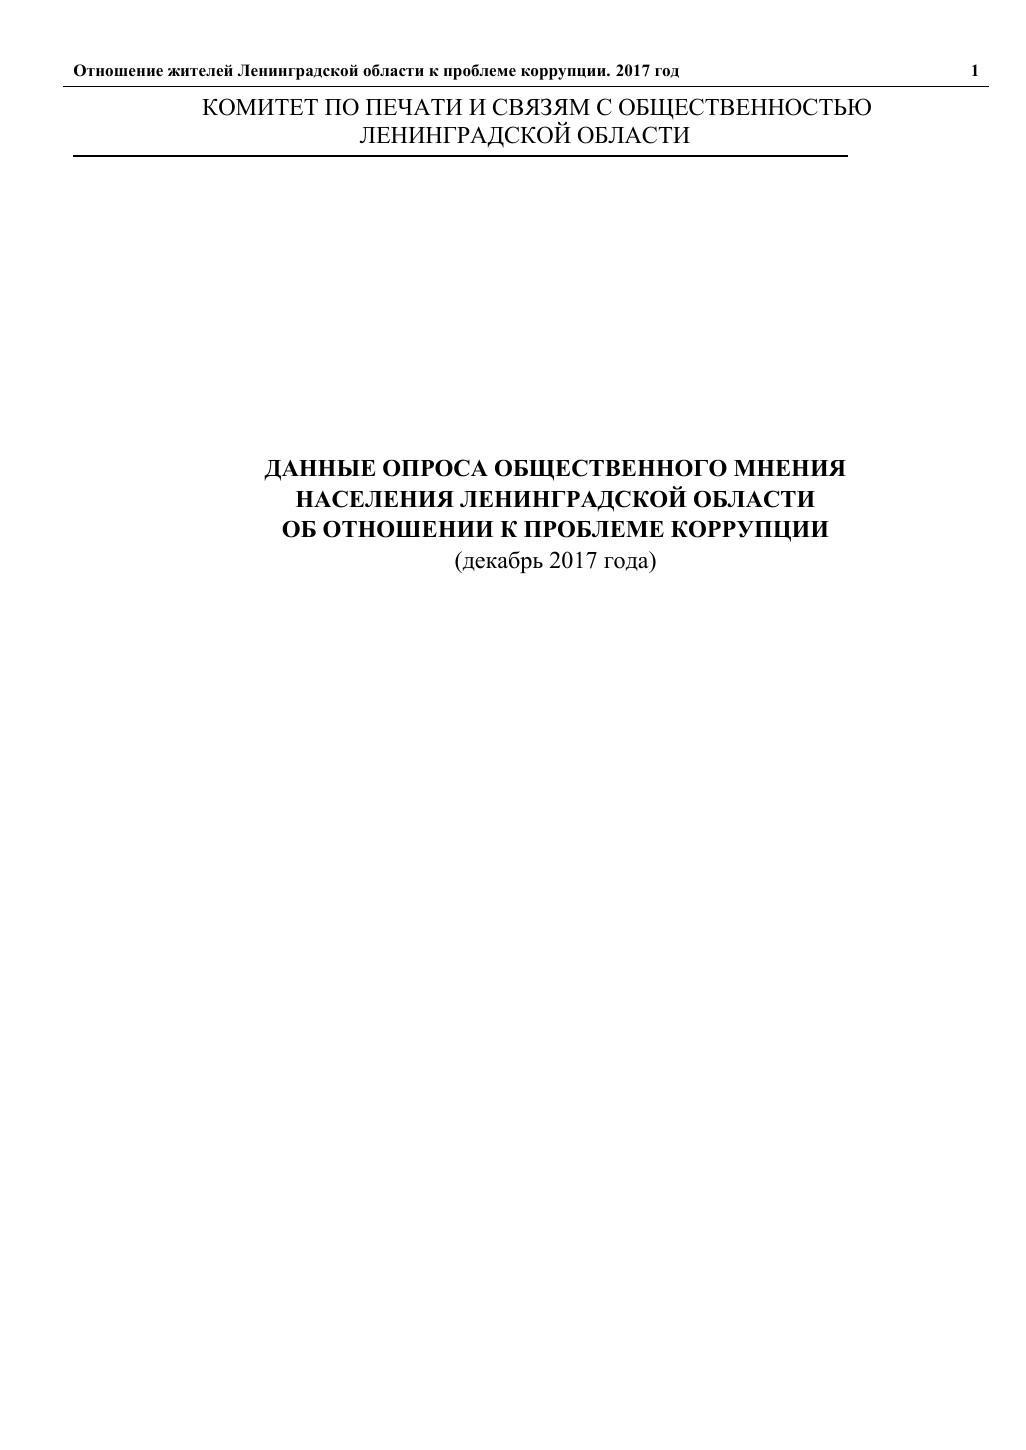 Отношение жителей Ленинградской области к проблеме коррупции. 2017 год 1
КОМИТЕТ ПО ПЕЧАТИ И СВЯЗЯМ С ОБЩЕСТВЕННОСТЬЮ
ЛЕНИНГРАДСКОЙ ОБЛАСТИ
ДАННЫЕ ОПРОСА ОБЩЕСТВЕННОГО МНЕНИЯ
НАСЕЛЕНИЯ ЛЕНИНГРАДСКОЙ ОБЛАСТИ
ОБ ОТНОШЕНИИ К ПРОБЛЕМЕ КОРРУПЦИИ
(декабрь 2017 года)